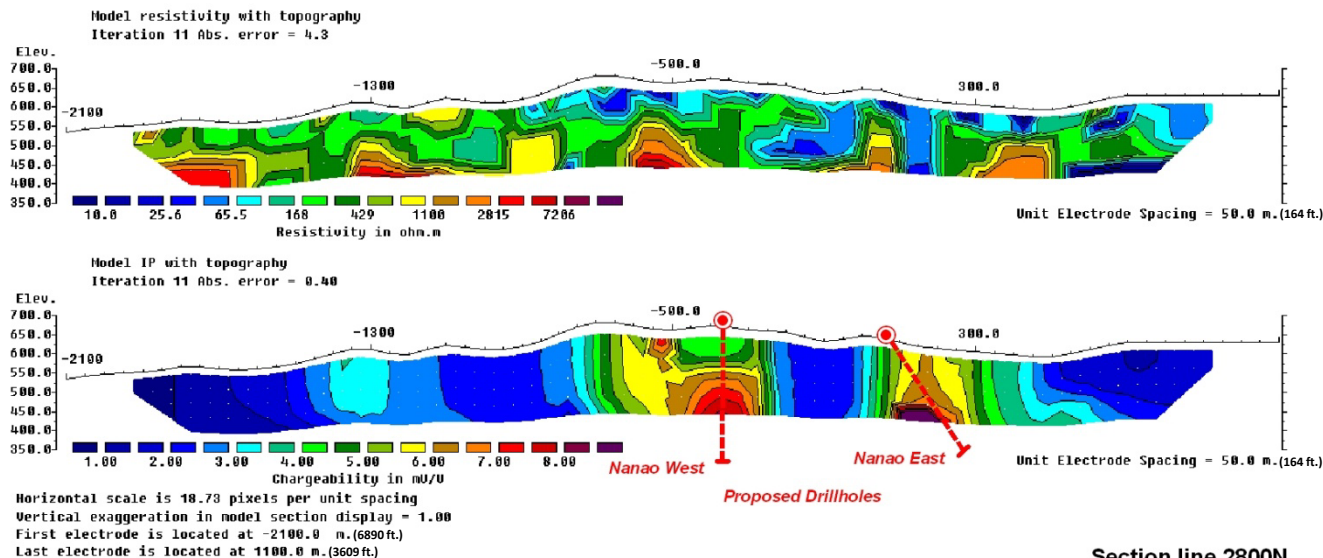 Model resistivity with topography
Iteration 11 Abs. error = 4.3
Elev.
700.0
650.0
600.0
550.0
500.0
450.0
400.0
350.0
-2100
-1300
-500.0
300.0
10.0 25.6 65.5 168 429 1100 2815 7206
Resistivity in ohm.m
Unit Electrode Spacing = 50.0 m.(164 ft.)
Model IP with topography
Iteration 11 Abs. error = 0.40
Elev.
700.0
650.0
600.0
550.0
500.0
450.0
400.0
350.0
-2100
-1300
-500.0
300.0
1.00 2.00 3.00 4.00 5.00 6.00 7.00 8.00
Chargeability in mV/V
Nanao West
Nanao East
Proposed Drillholes
Unit Electrode Spacing = 50.0 m.(164 ft.)
Horizontal scale is 18.73 pixels per unit spacing
Vertical exaggeration in model section display = 1.00
First electrode is located at -2100.0 m.(6890 ft.)
Last electrode is located at 1100.0 m.(3609 ft.)
Section line 2800N